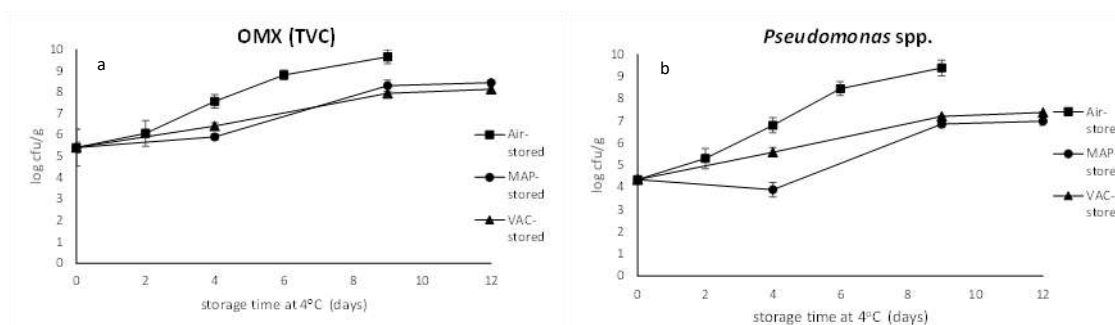 OMX (TVC)
a
10
9
8
7
6
5
4
3
2
1
0
log cfu/g
0 2 4 6 8 10 12
storage time at 4°C (days)
Air-
stored
MAP-
stored
VAC-
stored
Pseudomonas spp.
b
10
9
8
7
6
5
4
3
2
1
0
log cfu/g
0 2 4 6 8 10 12
storage time at 4°C (days)
Air-
store
MAP
store
VAC-
store